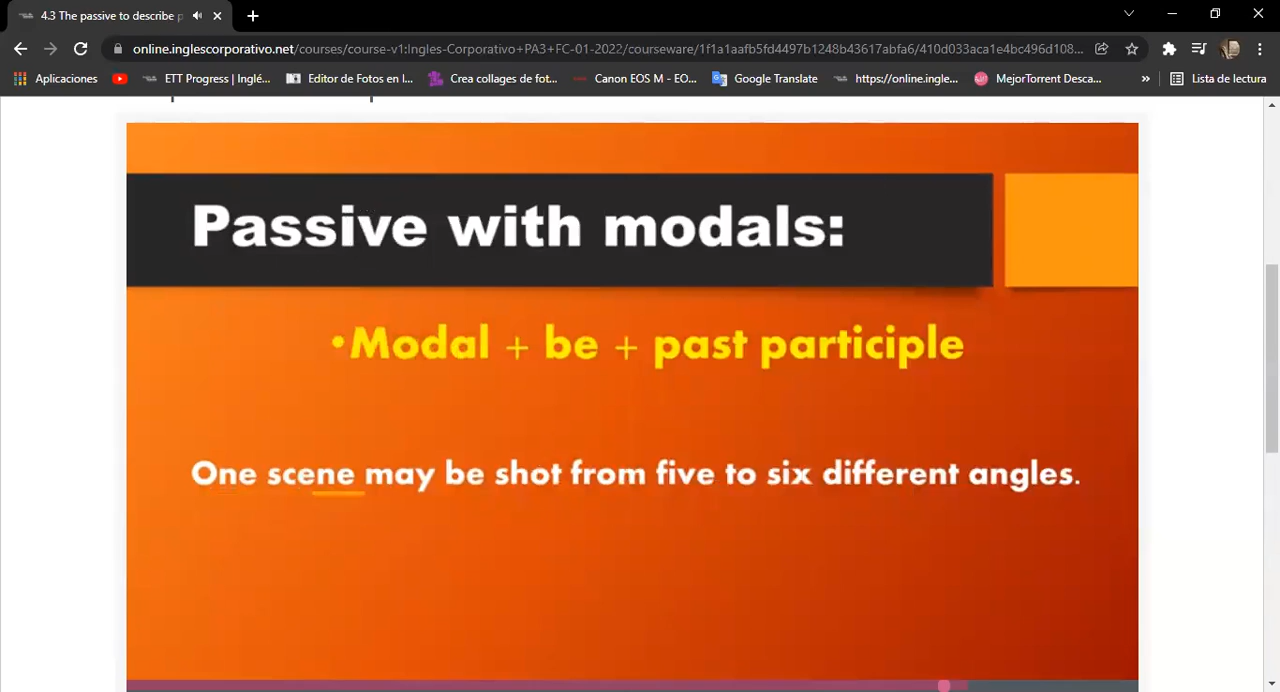 4.3 The passive to describe p
online.inglescorporativo.net/courses/course-v1:Ingles-Corporativo+PA3+FC-01-2022/courseware/1f1a1aafb5fd4497b1248b43617abfa6/410d033aca1e4bc496d108...
Aplicaciones ETT Progress | Inglé... Editor de Fotos en l... Crea collages de fot... Canon EOS M - EO... Google Translate https://online.ingle... MejorTorrent Desca... » Lista de lectura
Passive with modals:
•Modal + be + past participle
One scene may be shot from five to six different angles.